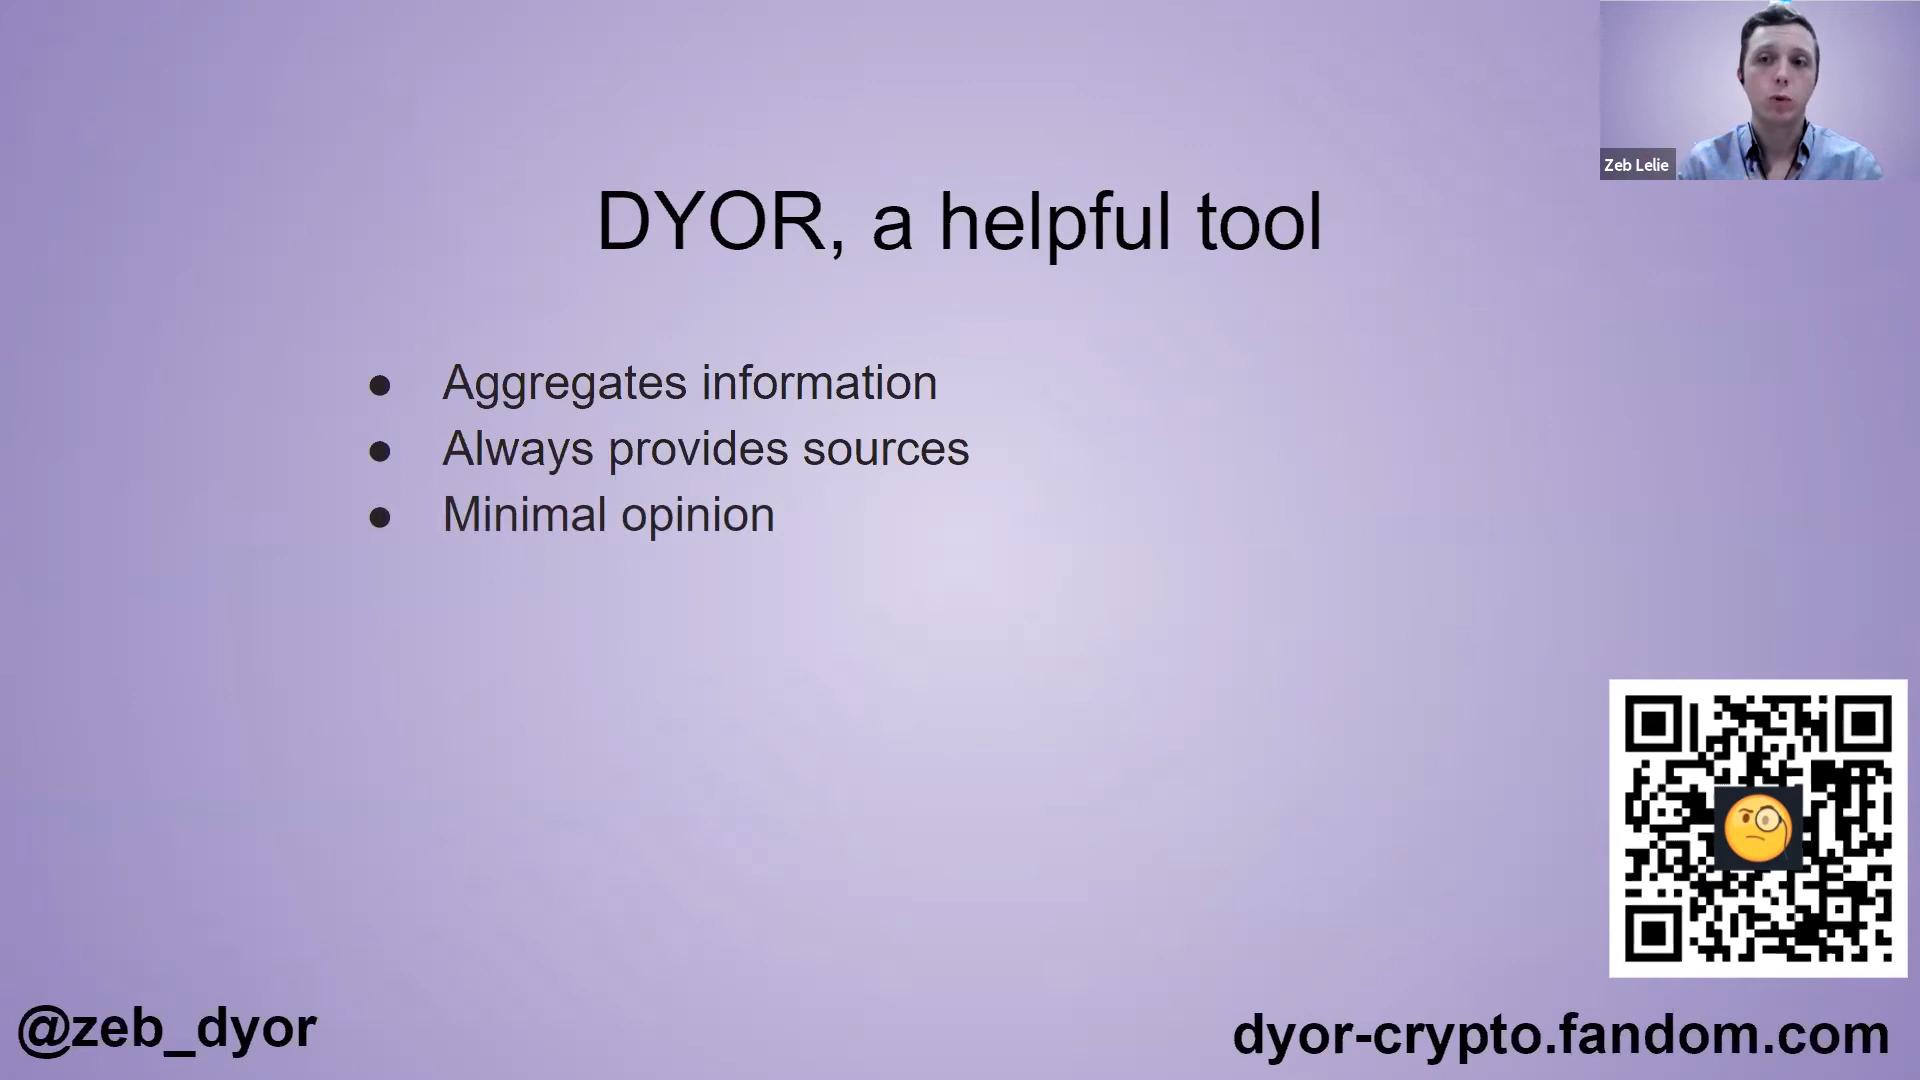 Zeb Lelie
DYOR, a helpful tool
● Aggregates information
● Always provides sources
● Minimal opinion
@zeb_dyor
dyor-crypto.fandom.com